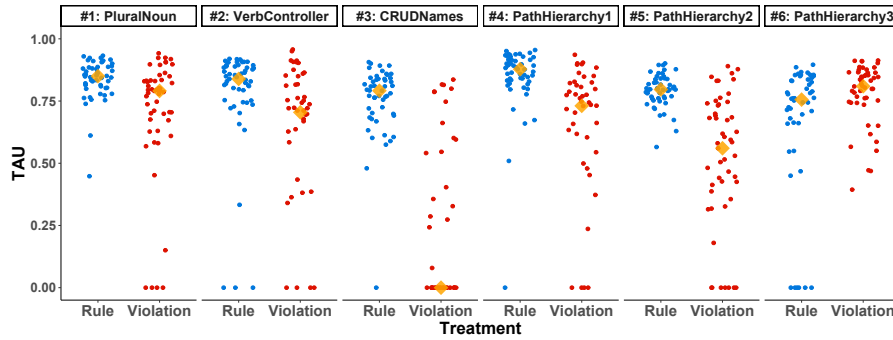 #1: PluralNoun #2: VerbController #3: CRUDNames #4: PathHierarchy1 #5: PathHierarchy2 #6: PathHierarchy3
1.00
0.75
0.50
0.25
0.00
TAU
Rule Violation Rule Violation Rule Violation Rule Violation Rule Violation Rule Violation
Treatment